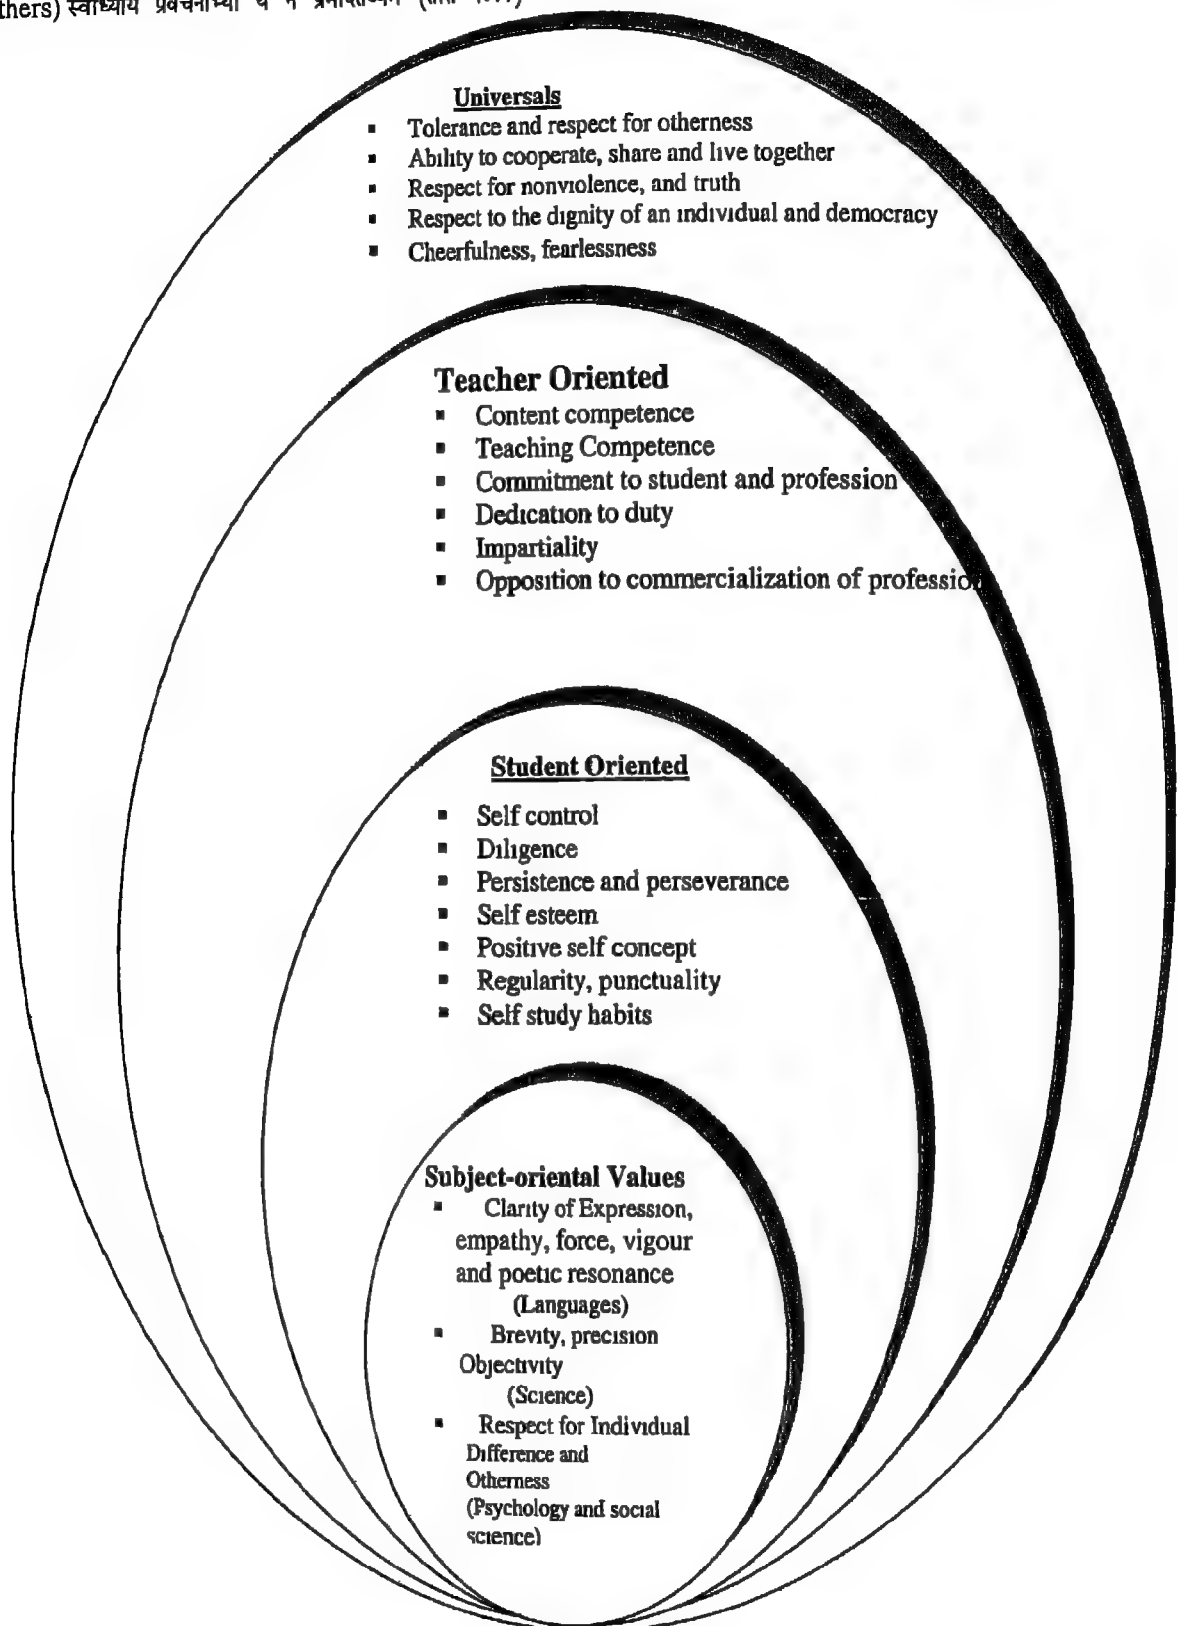 thers) स्वाध्याय प्रवचनाभ्यां
Universals
▪ Tolerance and respect for otherness
▪ Ability to cooperate, share and live together
▪ Respect for nonviolence, and truth
▪ Respect to the dignity of an individual and democracy
▪ Cheerfulness, fearlessness
Teacher Oriented
▪ Content competence
▪ Teaching Competence
▪ Commitment to student and profession
▪ Dedication to duty
▪ Impartiality
▪ Opposition to commercialization of profession
Student Oriented
▪ Self control
▪ Diligence
▪ Persistence and perseverance
▪ Self esteem
▪ Positive self concept
▪ Regularity, punctuality
▪ Self study habits
Subject-oriental Values
▪ Clarity of Expression,
empathy, force, vigour
and poetic resonance
(Languages)
▪ Brevity, precision
Objectivity
(Science)
▪ Respect for Individual
Difference and
Otherness
(Psychology and social
science)